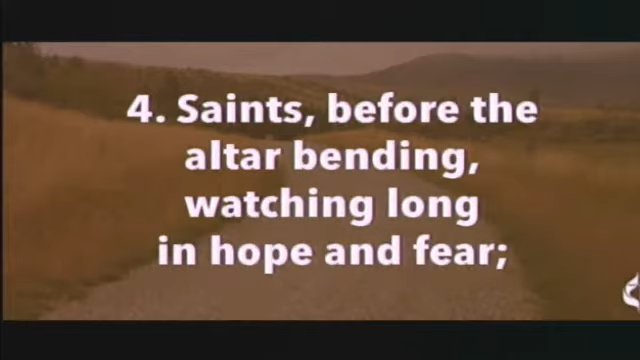 4. Saints, before the
altar bending,
watching long
in hope and fear;